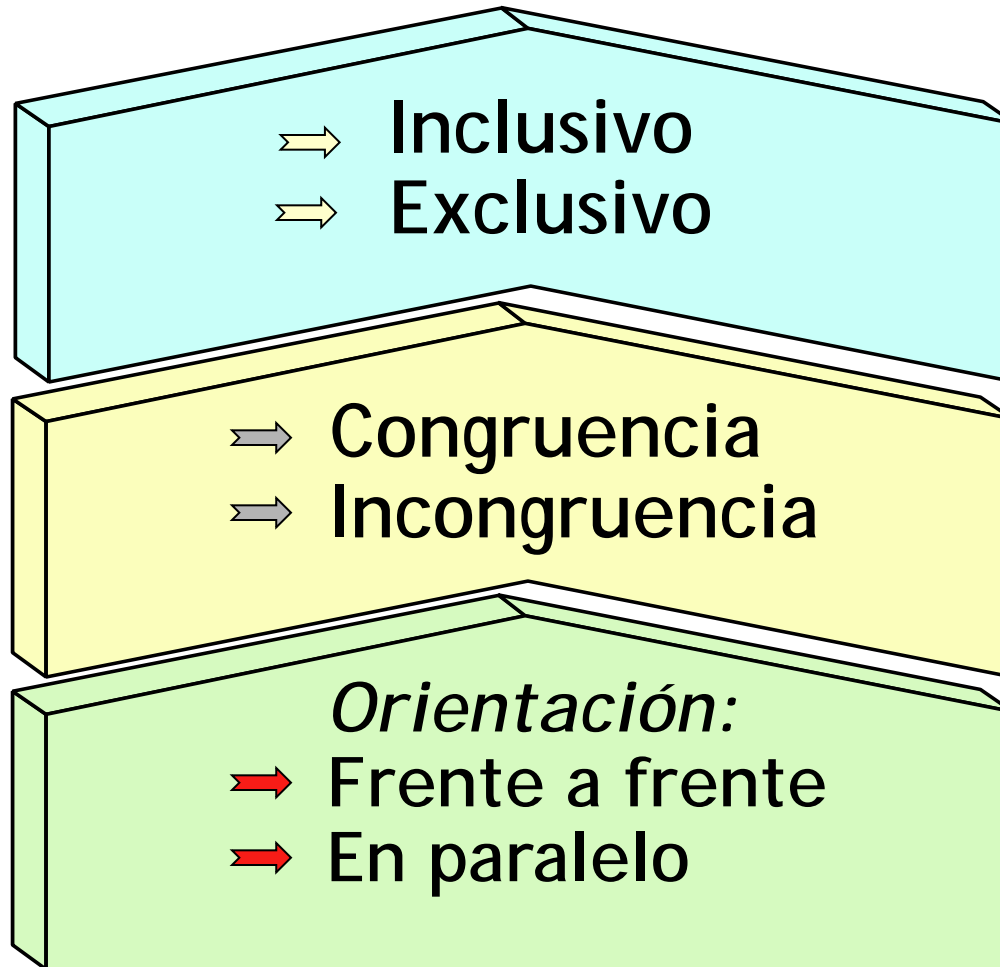 Inclusivo
Exclusivo
Congruencia
Incongruencia
Orientación:
Frente a frente
En paralelo